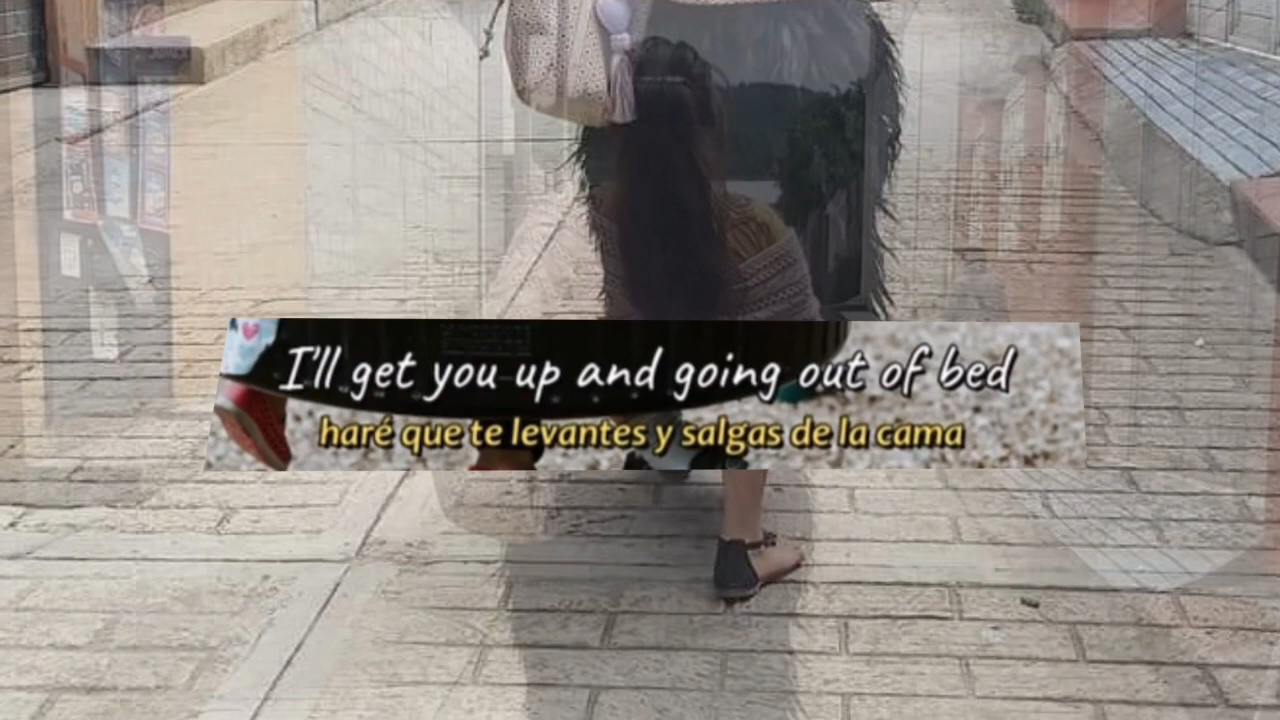 I'll get you up and going out of bed
haré que te levantes y salgas de la cama